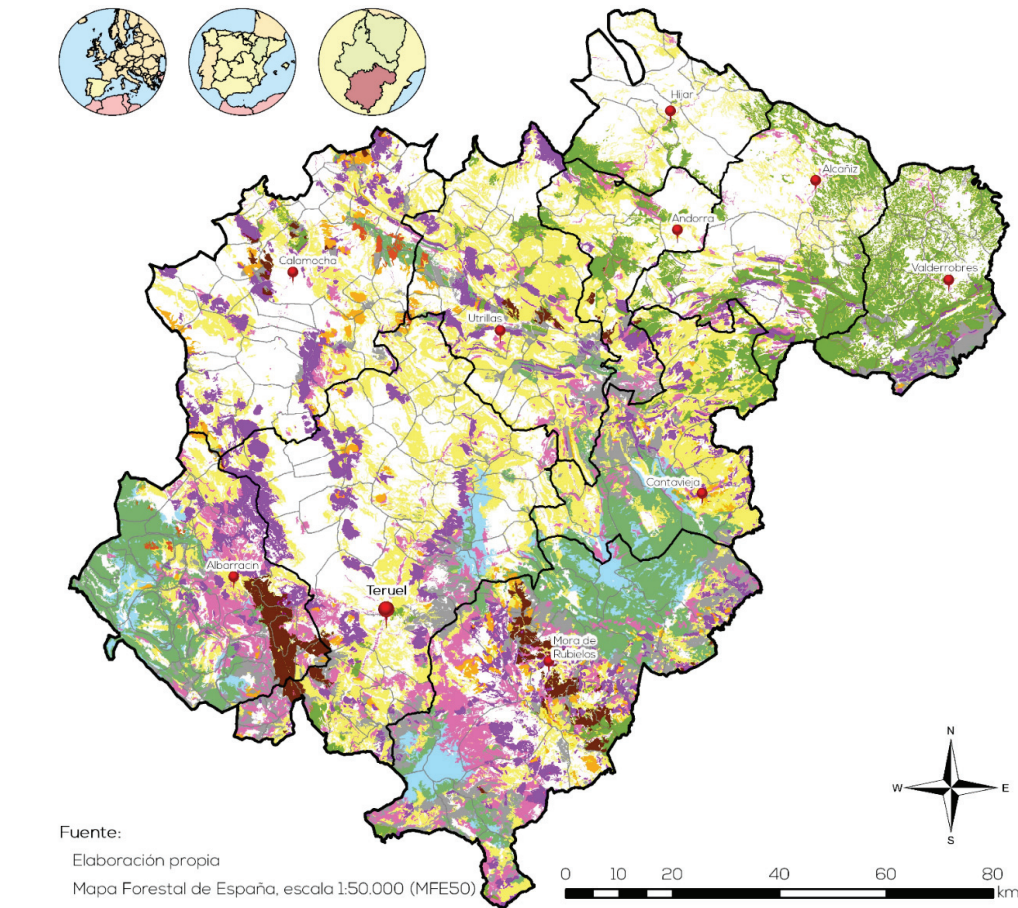 Híjar
Alcañiz
Andorra
Valderrobres
Calamocha
Utrillas
Cantavieja
Albarracín
Teruel
Mora de
Rubielos
N
W
E
S
Fuente:
Elaboración propia
Mapa Forestal de España, escala 1:50.000 (MFE50)
0 10 20 40 60 80
km